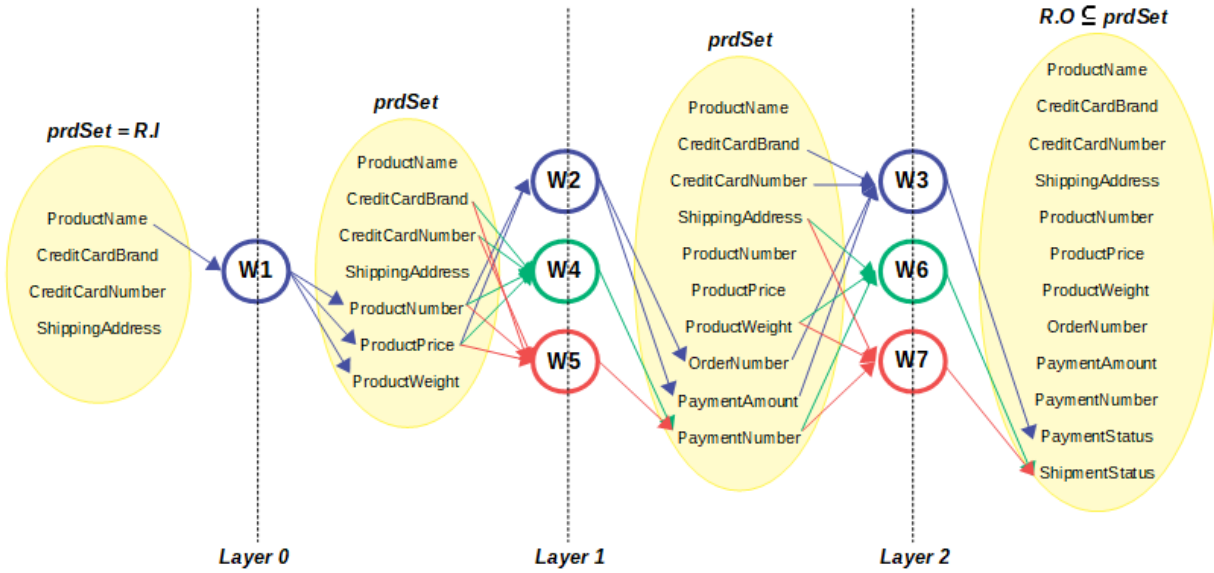 prdSet = R.I
ProductName
CreditCardBrand
CreditCardNumber
ShippingAddress
W1
Layer 0
prdSet
ProductName
CreditCardBrand
CreditCardNumber
ShippingAddress
ProductNumber
ProductPrice
ProductWeight
W2
W4
W5
Layer 1
prdSet
ProductName
CreditCardBrand
CreditCardNumber
ShippingAddress
ProductNumber
ProductPrice
ProductWeight
OrderNumber
PaymentAmount
PaymentNumber
W3
W6
W7
Layer 2
R.O ⊆ prdSet
ProductName
CreditCardBrand
CreditCardNumber
ShippingAddress
ProductNumber
ProductPrice
ProductWeight
OrderNumber
PaymentAmount
PaymentNumber
PaymentStatus
ShipmentStatus